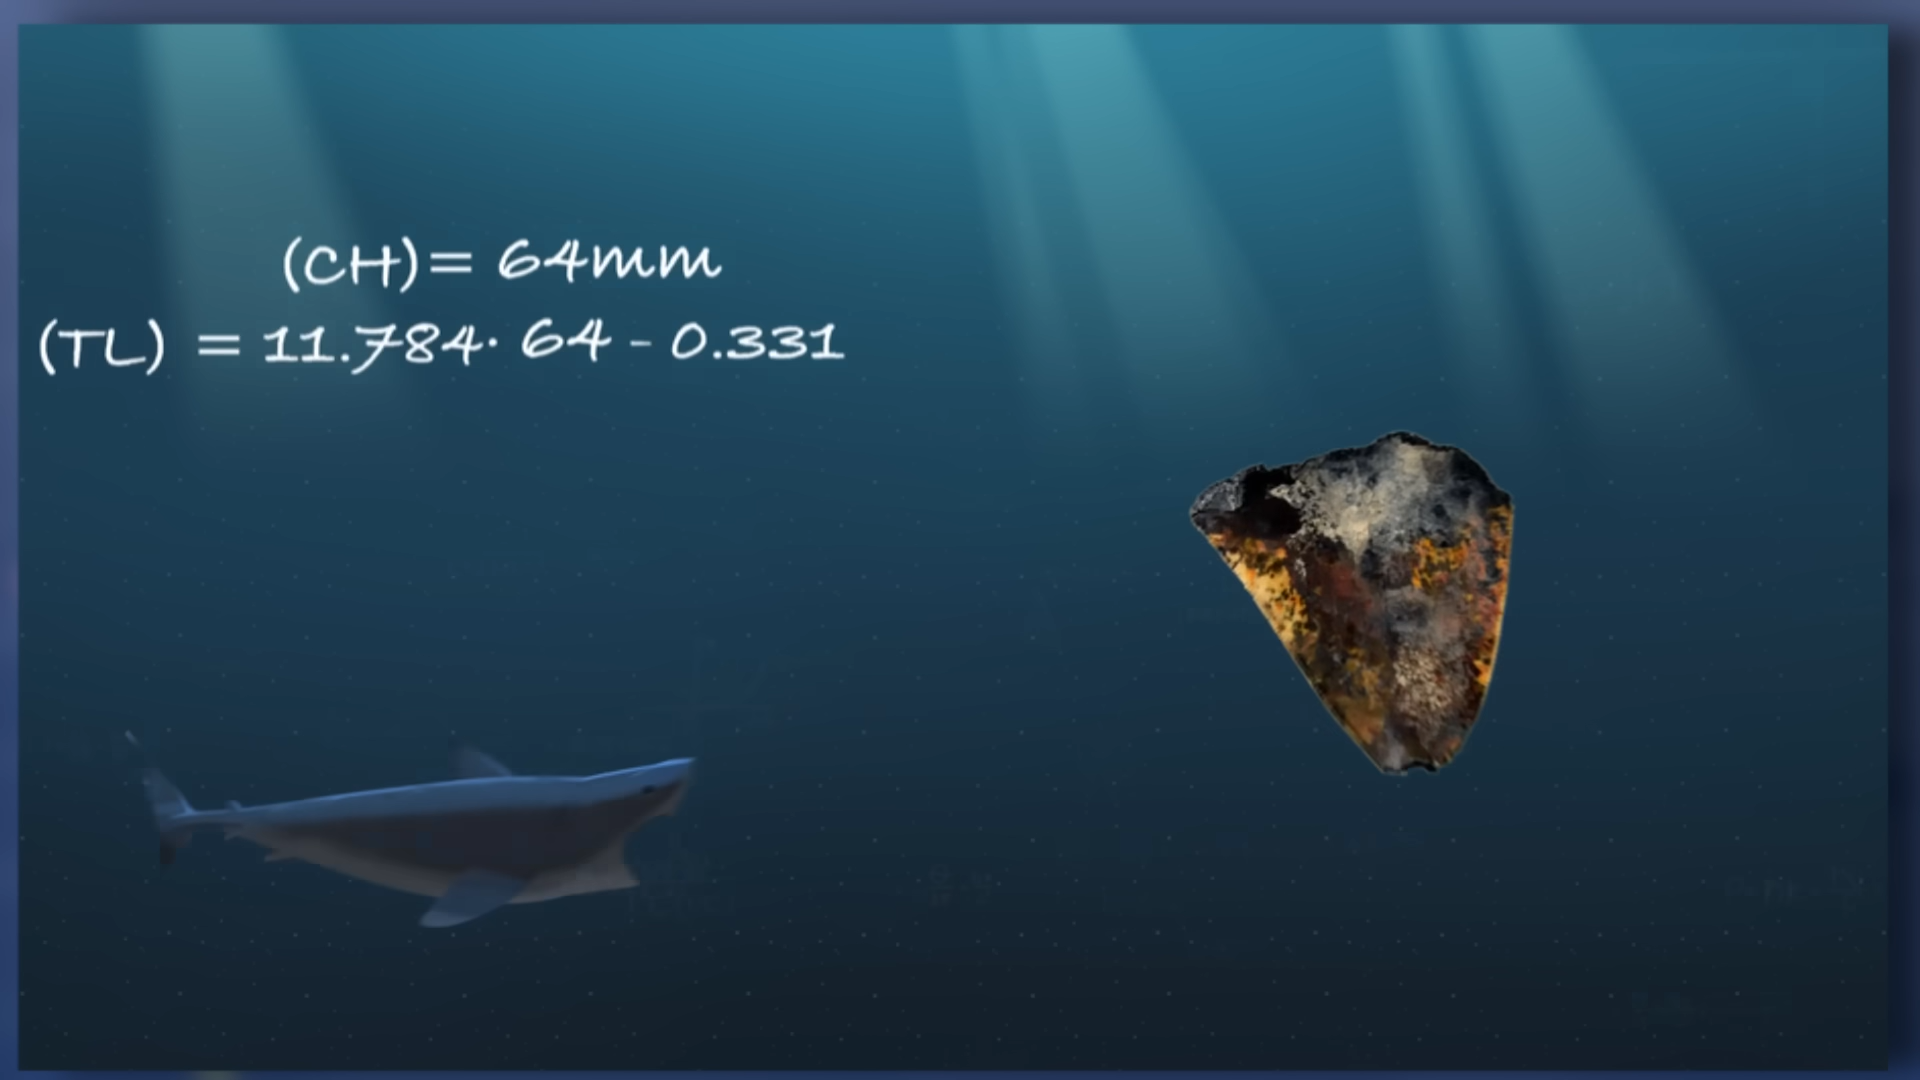 (CH)= 64mm
(TL) = 11.784· 64 - 0.331